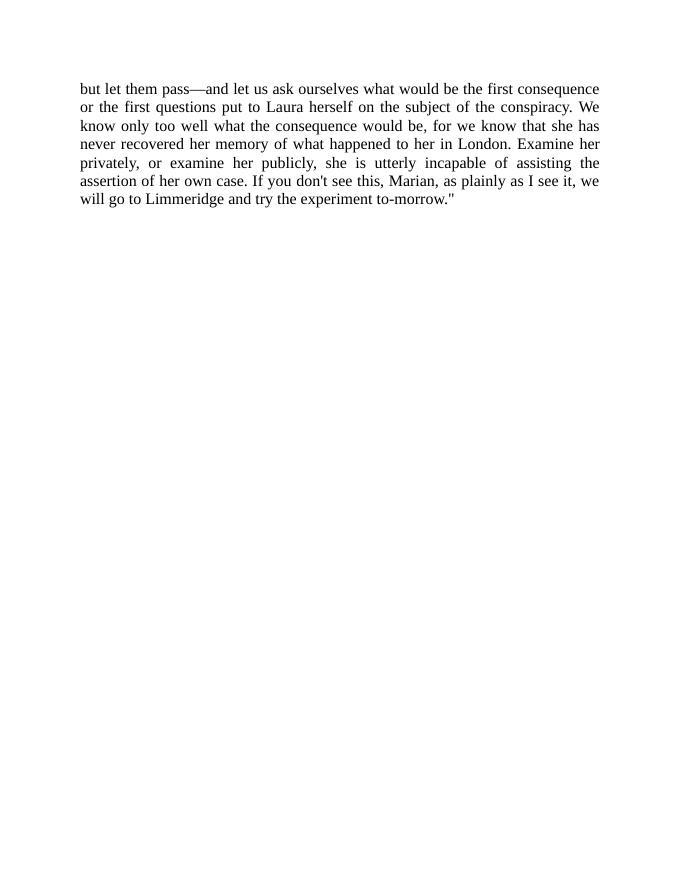 but let them pass—and let us ask ourselves what would be the first consequence
or the first questions put to Laura herself on the subject of the conspiracy. We
know only too well what the consequence would be, for we know that she has
never recovered her memory of what happened to her in London. Examine her
privately, or examine her publicly, she is utterly incapable of assisting the
assertion of her own case. If you don't see this, Marian, as plainly as I see it, we
will go to Limmeridge and try the experiment to-morrow."